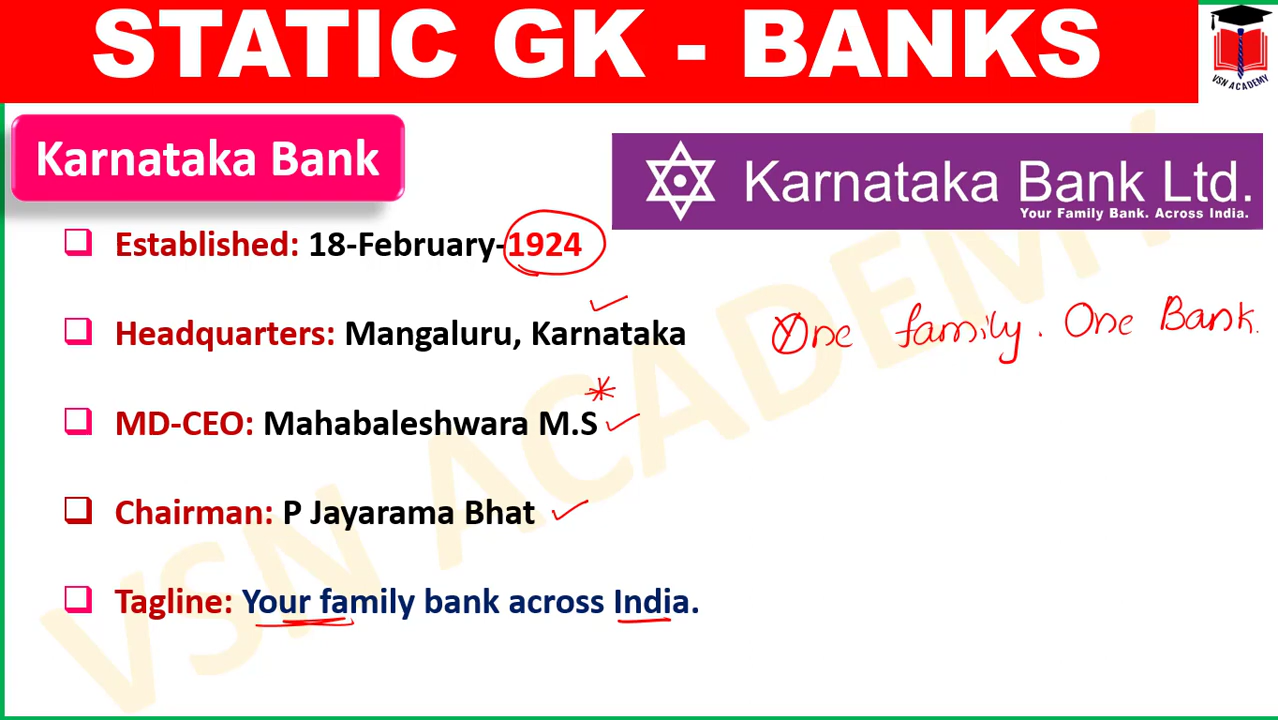 STATIC GK - BANKS
VSN ACADEMY
Karnataka Bank
Karnataka Bank Ltd.
Your Family Bank. Across India.
Established: 18-February-1924
Headquarters: Mangaluru, Karnataka
One family. One Bank.
MD-CEO: Mahabaleshwara M.S
Chairman: P Jayarama Bhat
Tagline: Your family bank across India.
VSN ACADEMY